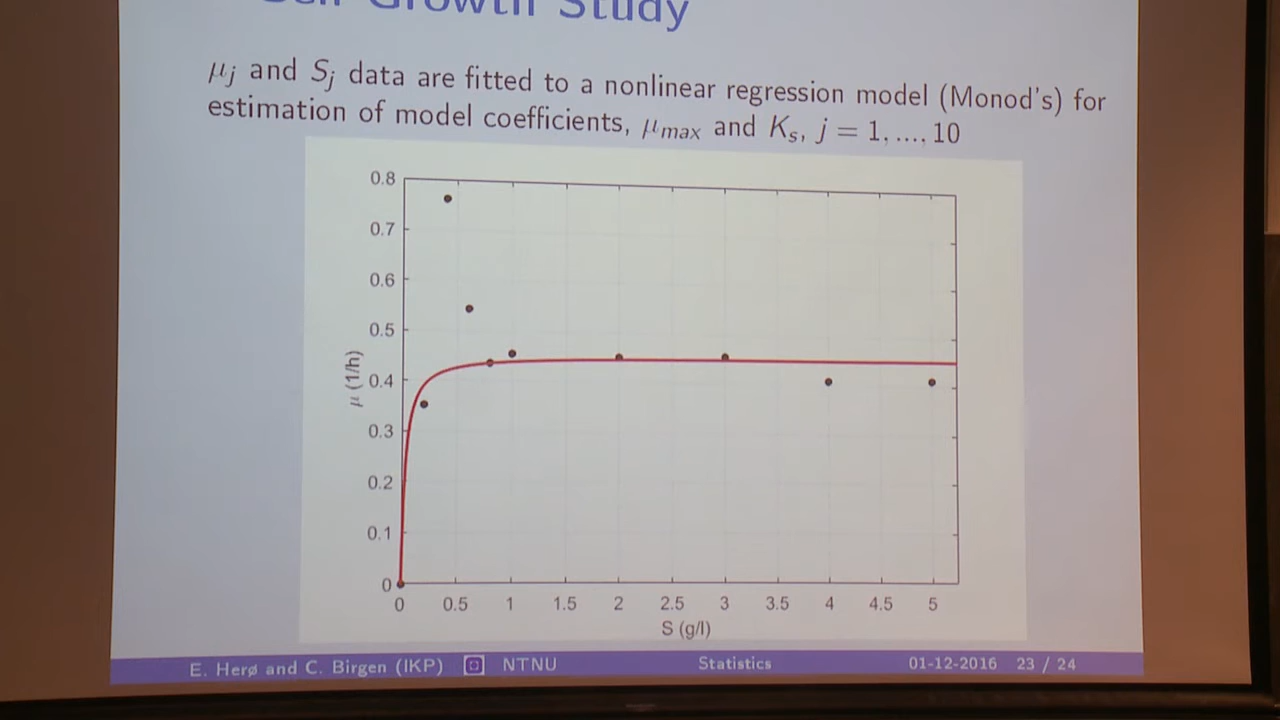 Growth Study
μj and Sj data are fitted to a nonlinear regression model (Monod's) for
estimation of model coefficients, μmax and Ks, j = 1, ..., 10
0.8
0.7
0.6
0.5
0.4
0.3
0.2
0.1
0
μ (1/h)
0 0.5 1 1.5 2 2.5 3 3.5 4 4.5 5
S (g/l)
E. Herø and C. Birgen (IKP) NTNU Statistics 01-12-2016 23 / 24